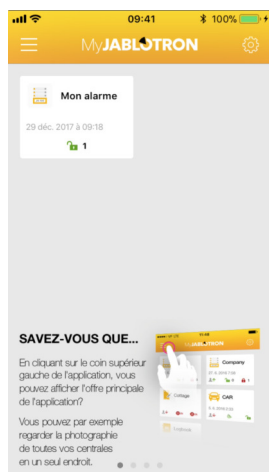 09:41 100%
MyJABLOTRON
Mon alarme
29 déc. 2017 à 09:18
1
SAVEZ-VOUS QUE...
En cliquant sur le coin supérieur
gauche de l'application, vous
pouvez afficher l'offre principale
de l'application?
Vous pouvez par exemple
regarder la photographie
de toutes vos centrales
en un seul endroit.
JABLOTRON
Company
Cottage
CAR